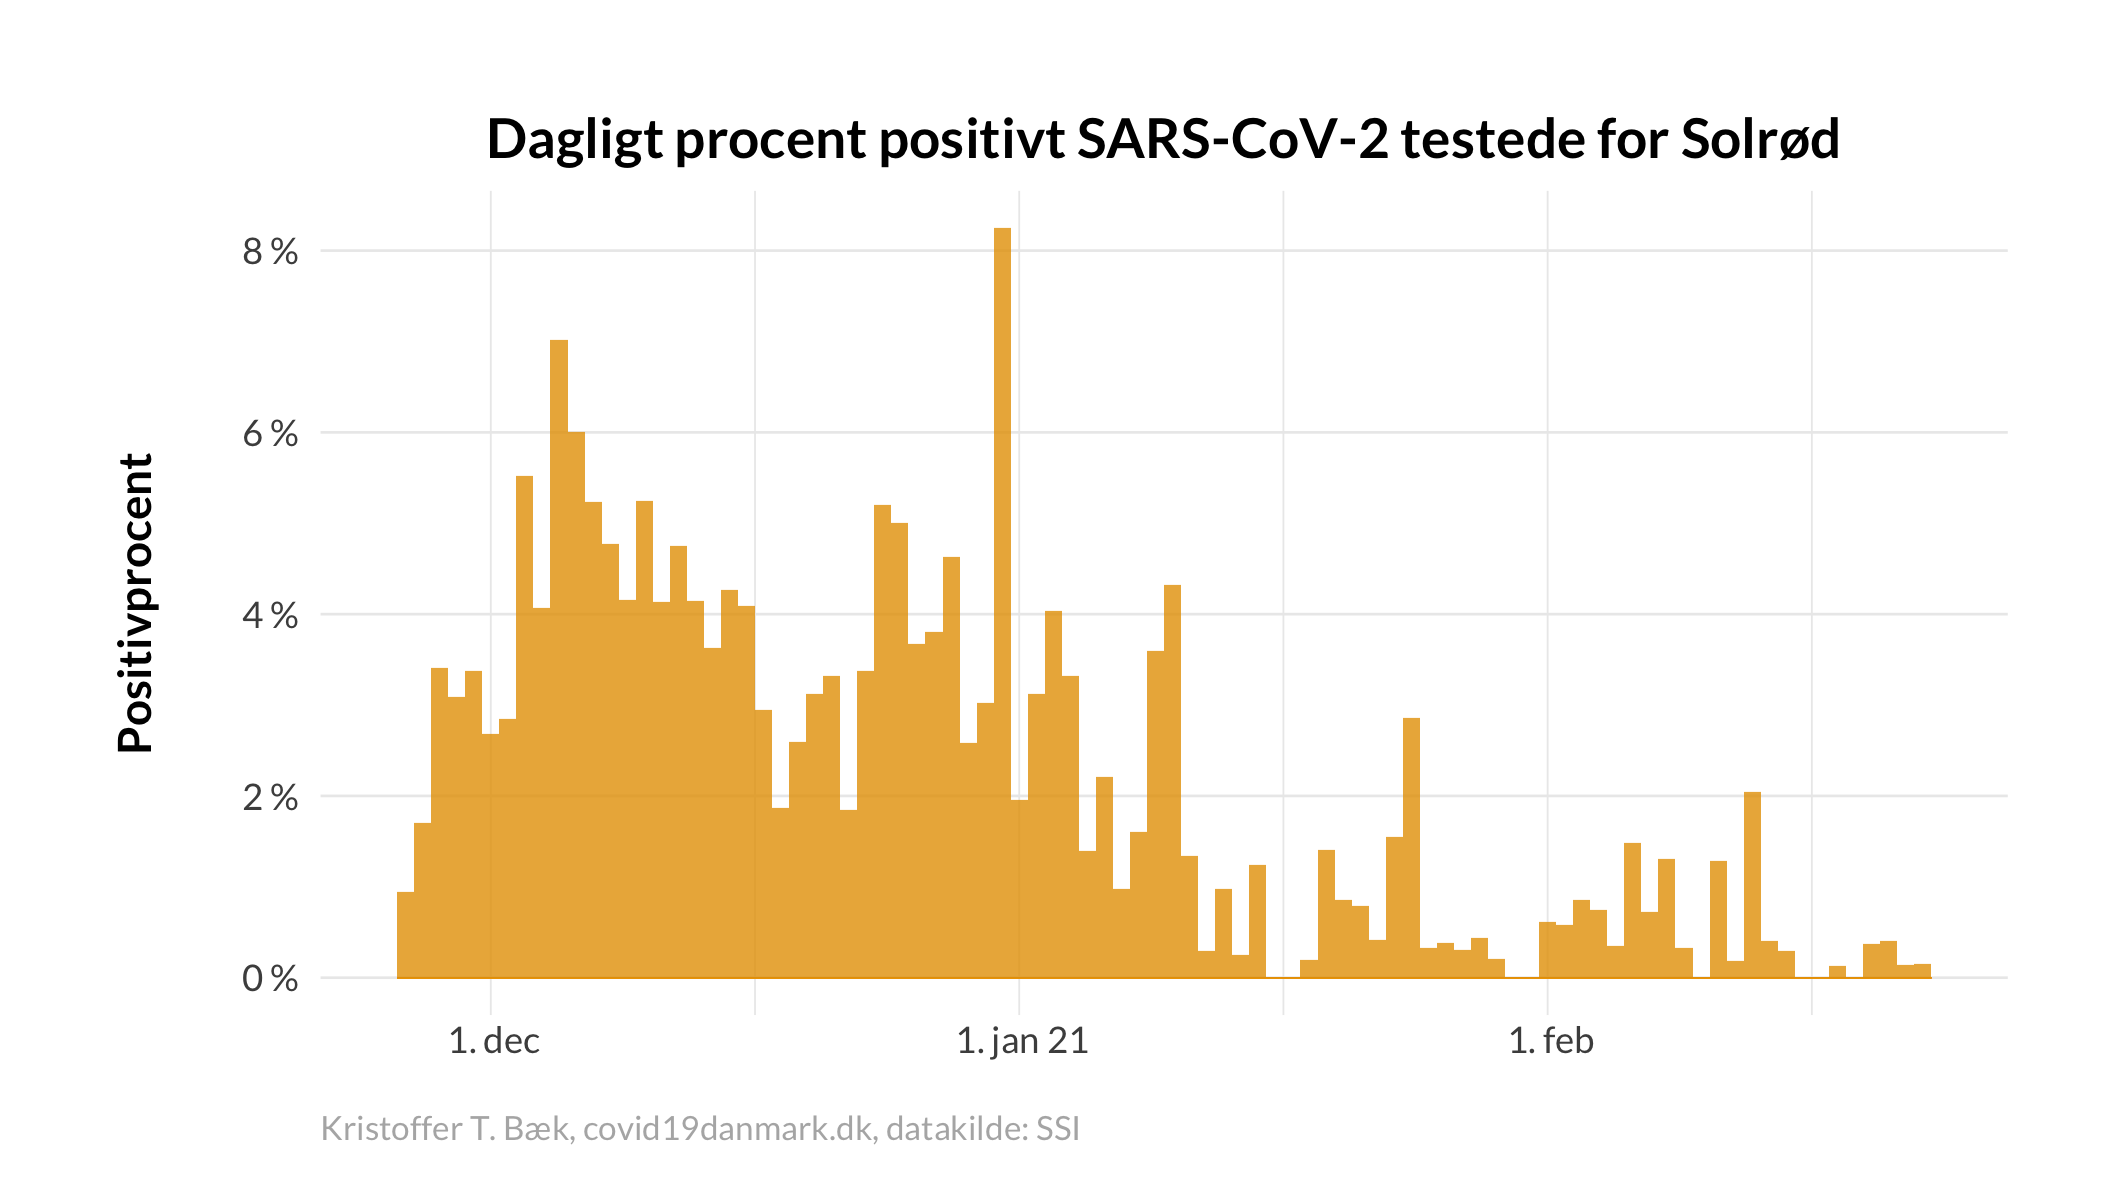 Dagligt procent positivt SARS-CoV-2 testede for Solrød
Positivprocent
8 %
6 %
4 %
2 %
0 %
1. dec
1. jan 21
1. feb
Kristoffer T. Bæk, covid19danmark.dk, datakilde: SSI